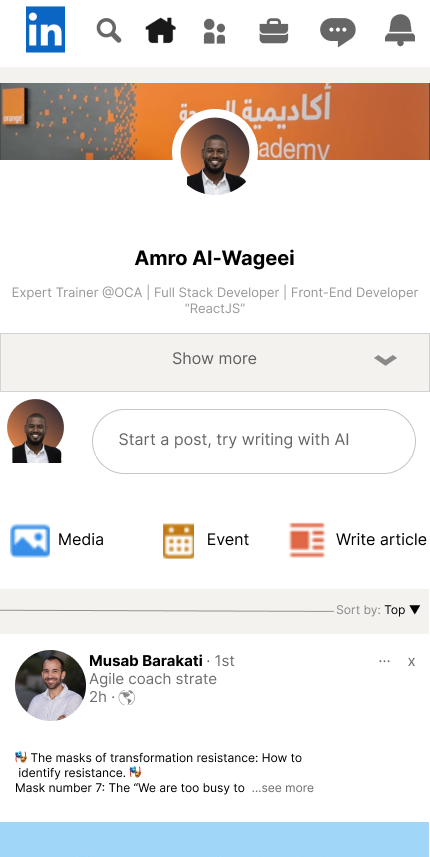 in
أكاديمية البرمجة
orange
ademy
Amro Al-Wageei
Expert Trainer @OCA | Full Stack Developer | Front-End Developer
“ReactJS”
Show more
Start a post, try writing with AI
Media
Event
Write article
Sort by: Top ▼
Musab Barakati · 1st
··· x
Agile coach strate
2h ·
The masks of transformation resistance: How to
identify resistance.
Mask number 7: The “We are too busy to ...see more